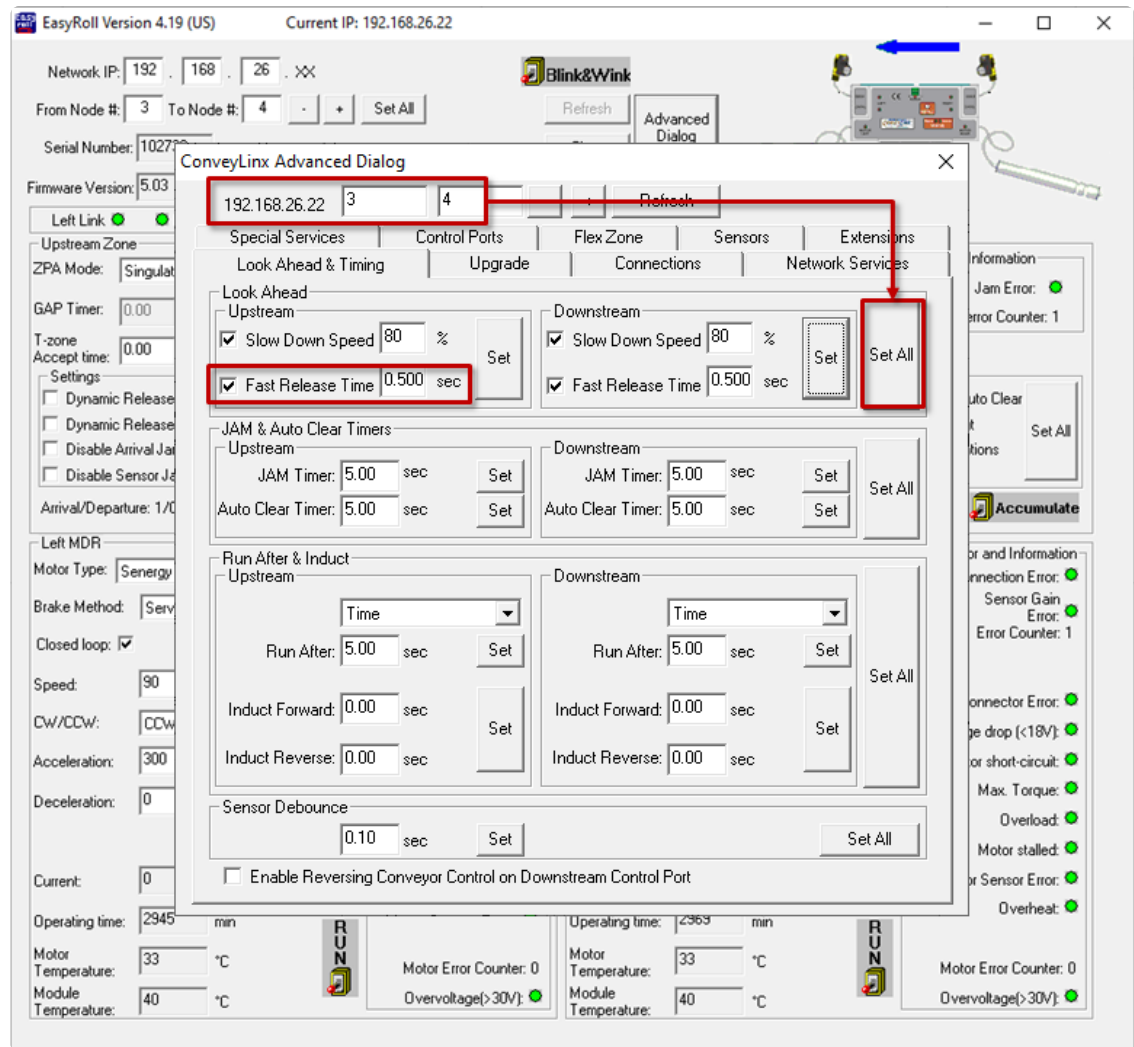 EasyRoll Version 4.19 (US) Current IP: 192.168.26.22
Network IP: 192 . 168 . 26 . XX
Blink&Wink
From Node #: 3 To Node #: 4 - + Set All
Refresh
Advanced
Dialog
Serial Number:
ConveyLinx Advanced Dialog
Firmware Version: 5.03
192.168.26.22 3 4 - + Refresh
Left Link
Special Services Control Ports Flex Zone Sensors Extensions
Look Ahead & Timing Upgrade Connections Network Services
Upstream Zone
ZPA Mode:
GAP Timer: 0.00
T-zone
Accept time: 0.00
Settings
Dynamic Release
Dynamic Release
Disable Arrival
Disable Sensor
Arrival/Departure:
Look Ahead
Upstream
Slow Down Speed 80 %
Fast Release Time 0.500 sec
Set
Downstream
Slow Down Speed 80 %
Fast Release Time 0.500 sec
Set
Set All
JAM & Auto Clear Timers
Upstream
JAM Timer: 5.00 sec Set
Auto Clear Timer: 5.00 sec Set
Downstream
JAM Timer: 5.00 sec Set
Auto Clear Timer: 5.00 sec Set
Set All
Run After & Induct
Upstream
Time
Run After: 5.00 sec Set
Induct Forward: 0.00 sec
Set
Induct Reverse: 0.00 sec
Downstream
Time
Run After: 5.00 sec Set
Induct Forward: 0.00 sec
Set
Induct Reverse: 0.00 sec
Set All
Sensor Debounce
0.10 sec Set Set All
Enable Reversing Conveyor Control on Downstream Control Port
Information
Jam Error:
Error Counter: 1
Auto Clear
Set All
Accumulate
Left MDR
Motor Type: Senergy
Brake Method:
Closed loop:
Speed: 90
CW/CCW: CCW
Acceleration: 300
Deceleration: 0
Current: 0
Operating time: 2945 min
Motor
Temperature: 33 °C
Module
Temperature: 40 °C
RUN
Motor Error Counter: 0
Overvoltage(>30V):
Operating time: 2969 min
Motor
Temperature: 33 °C
Module
Temperature: 40 °C
RUN
and Information
Error:
Sensor Gain
Error:
Error Counter: 1
Error:
drop (<18V):
short-circuit:
Max. Torque:
Overload:
Motor stalled:
Sensor Error:
Overheat:
Motor Error Counter: 0
Overvoltage(>30V):